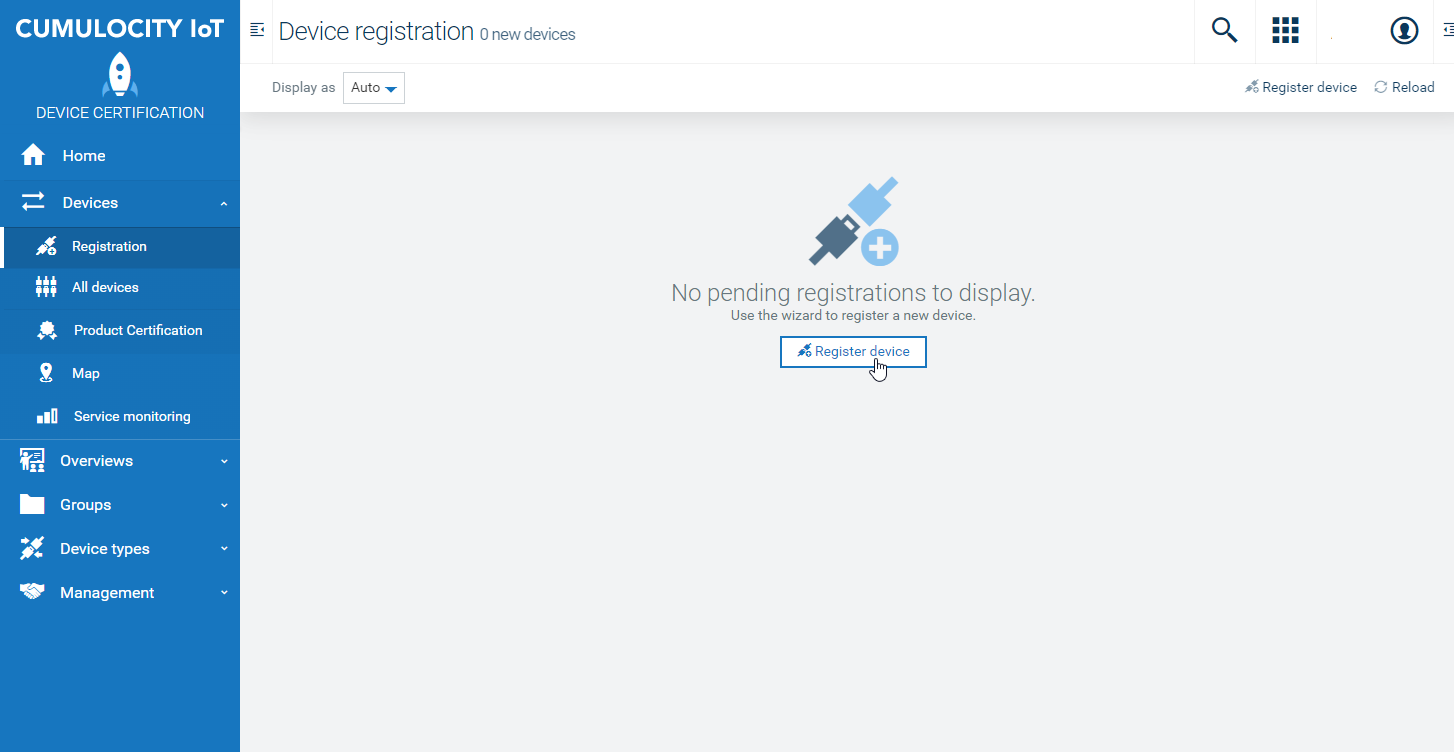 CUMULOCITY IoT
DEVICE CERTIFICATION
Home
Devices
Registration
All devices
Product Certification
Map
Service monitoring
Overviews
Groups
Device types
Management
Device registration 0 new devices
Display as Auto
Register device Reload
No pending registrations to display.
Use the wizard to register a new device.
Register device